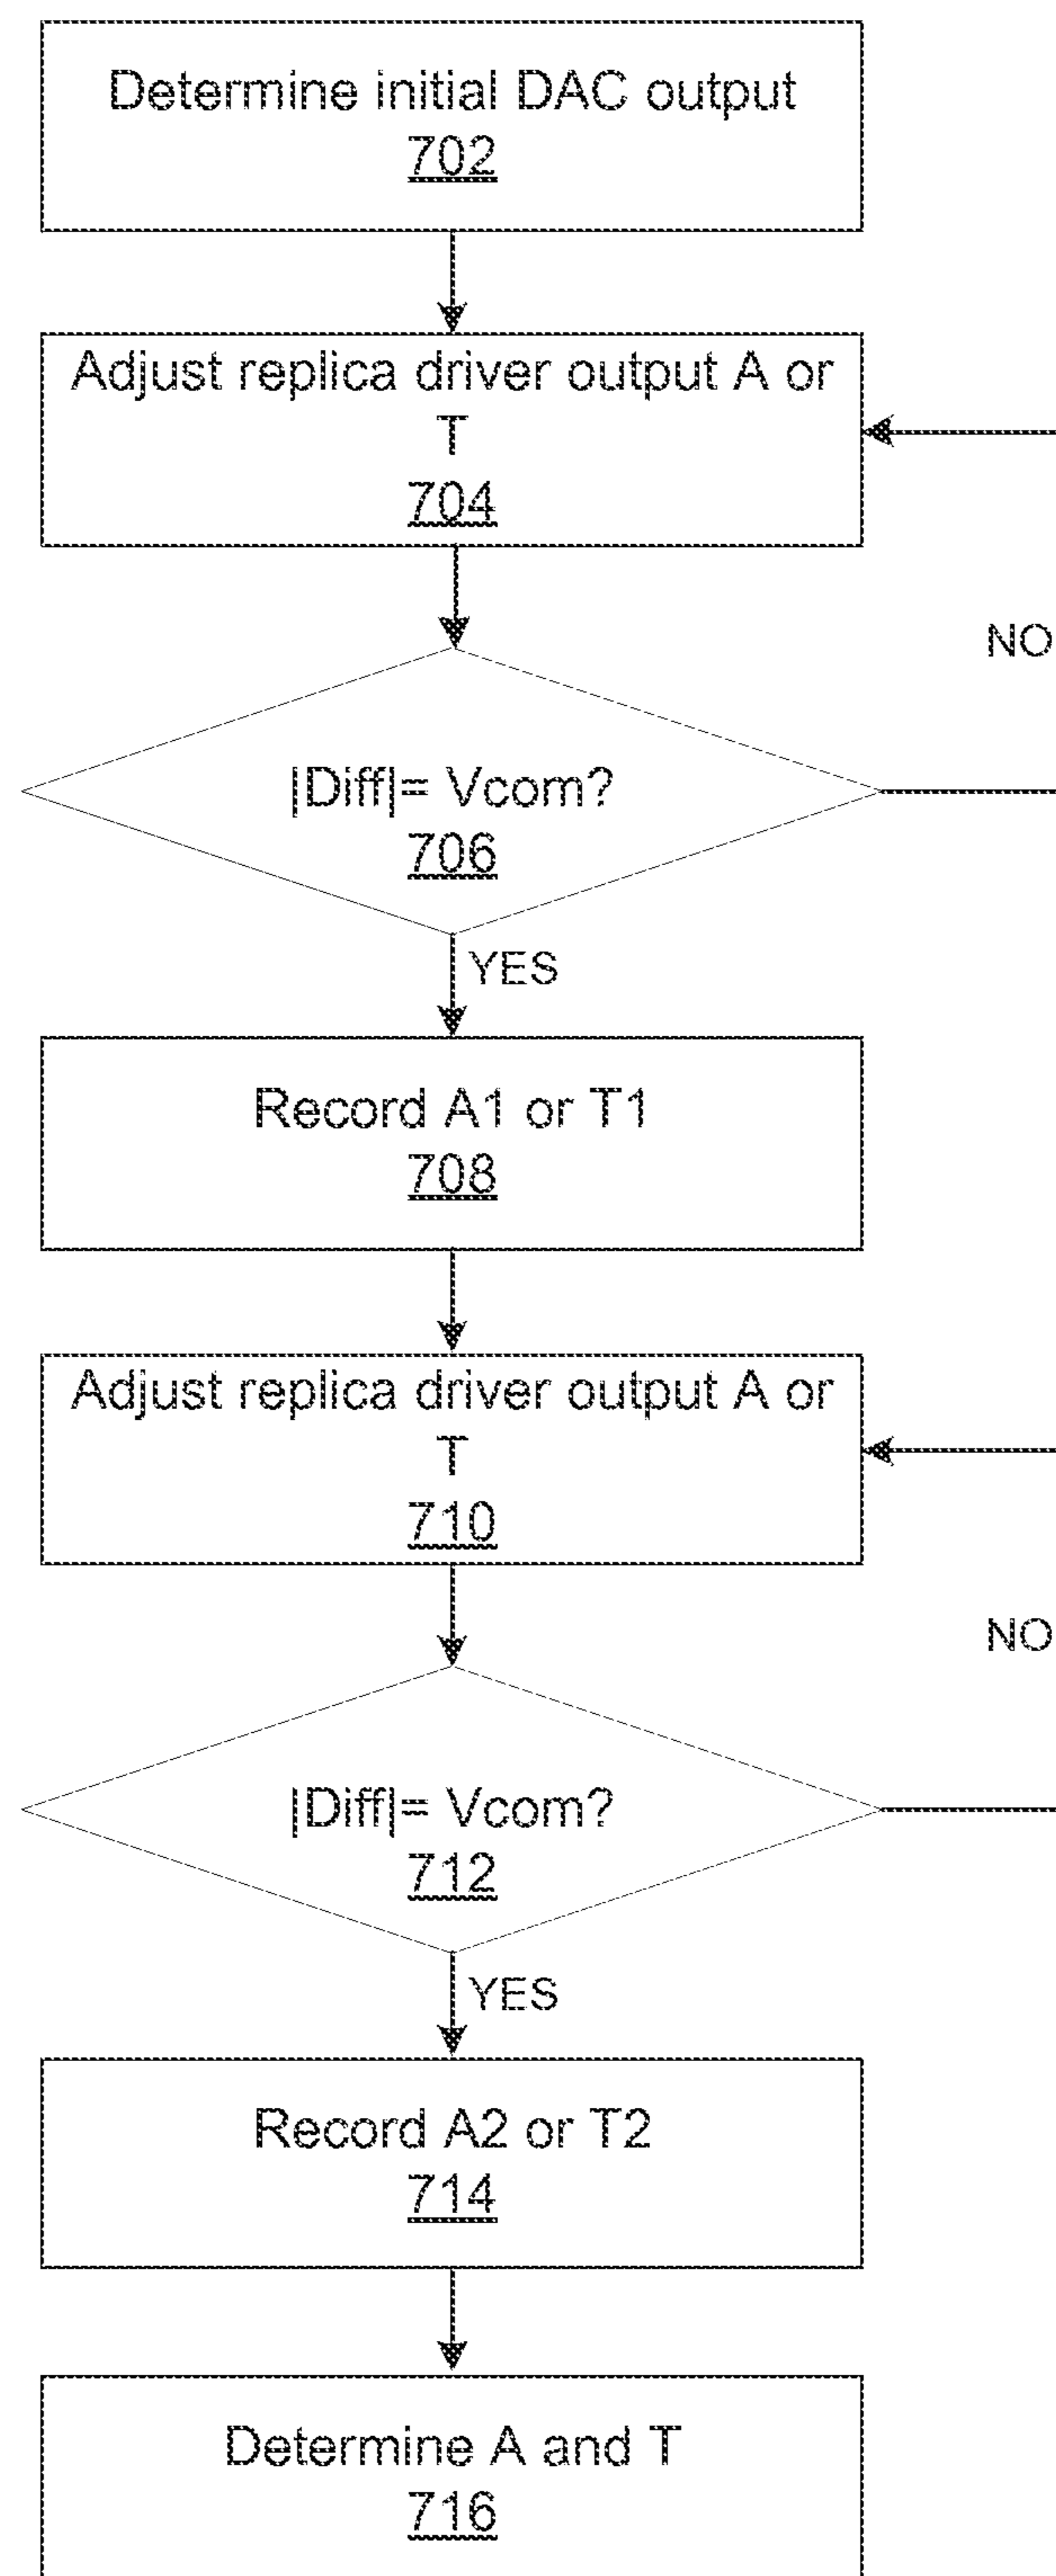 Determine initial DAC output
702
Adjust replica driver output A or
T
704
NO
|Diff|= Vcom?
706
YES
Record A1 or T1
708
Adjust replica driver output A or
T
710
NO
|Diff|= Vcom?
712
YES
Record A2 or T2
714
Determine A and T
716